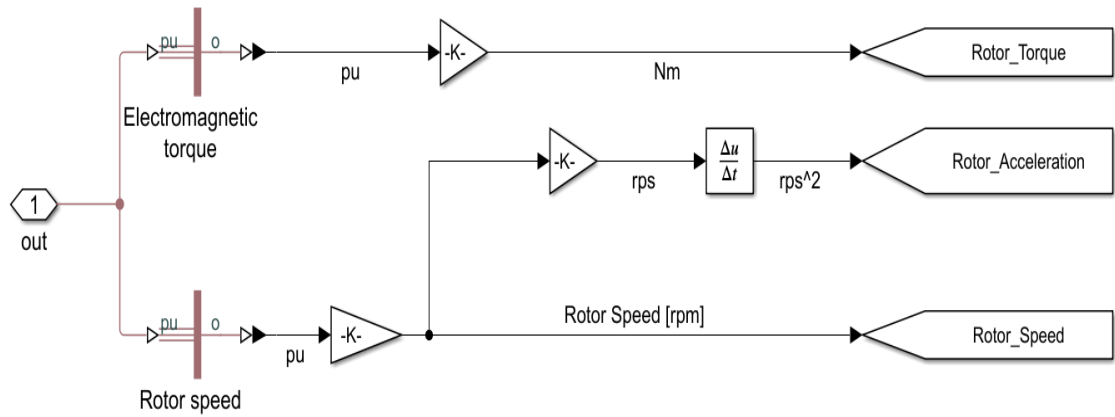 pu
o
pu
-K-
Nm
Rotor_Torque
Electromagnetic
torque
-K-
rps
Δu
Δt
rps^2
Rotor_Acceleration
1
out
pu
o
pu
-K-
Rotor Speed [rpm]
Rotor_Speed
Rotor speed